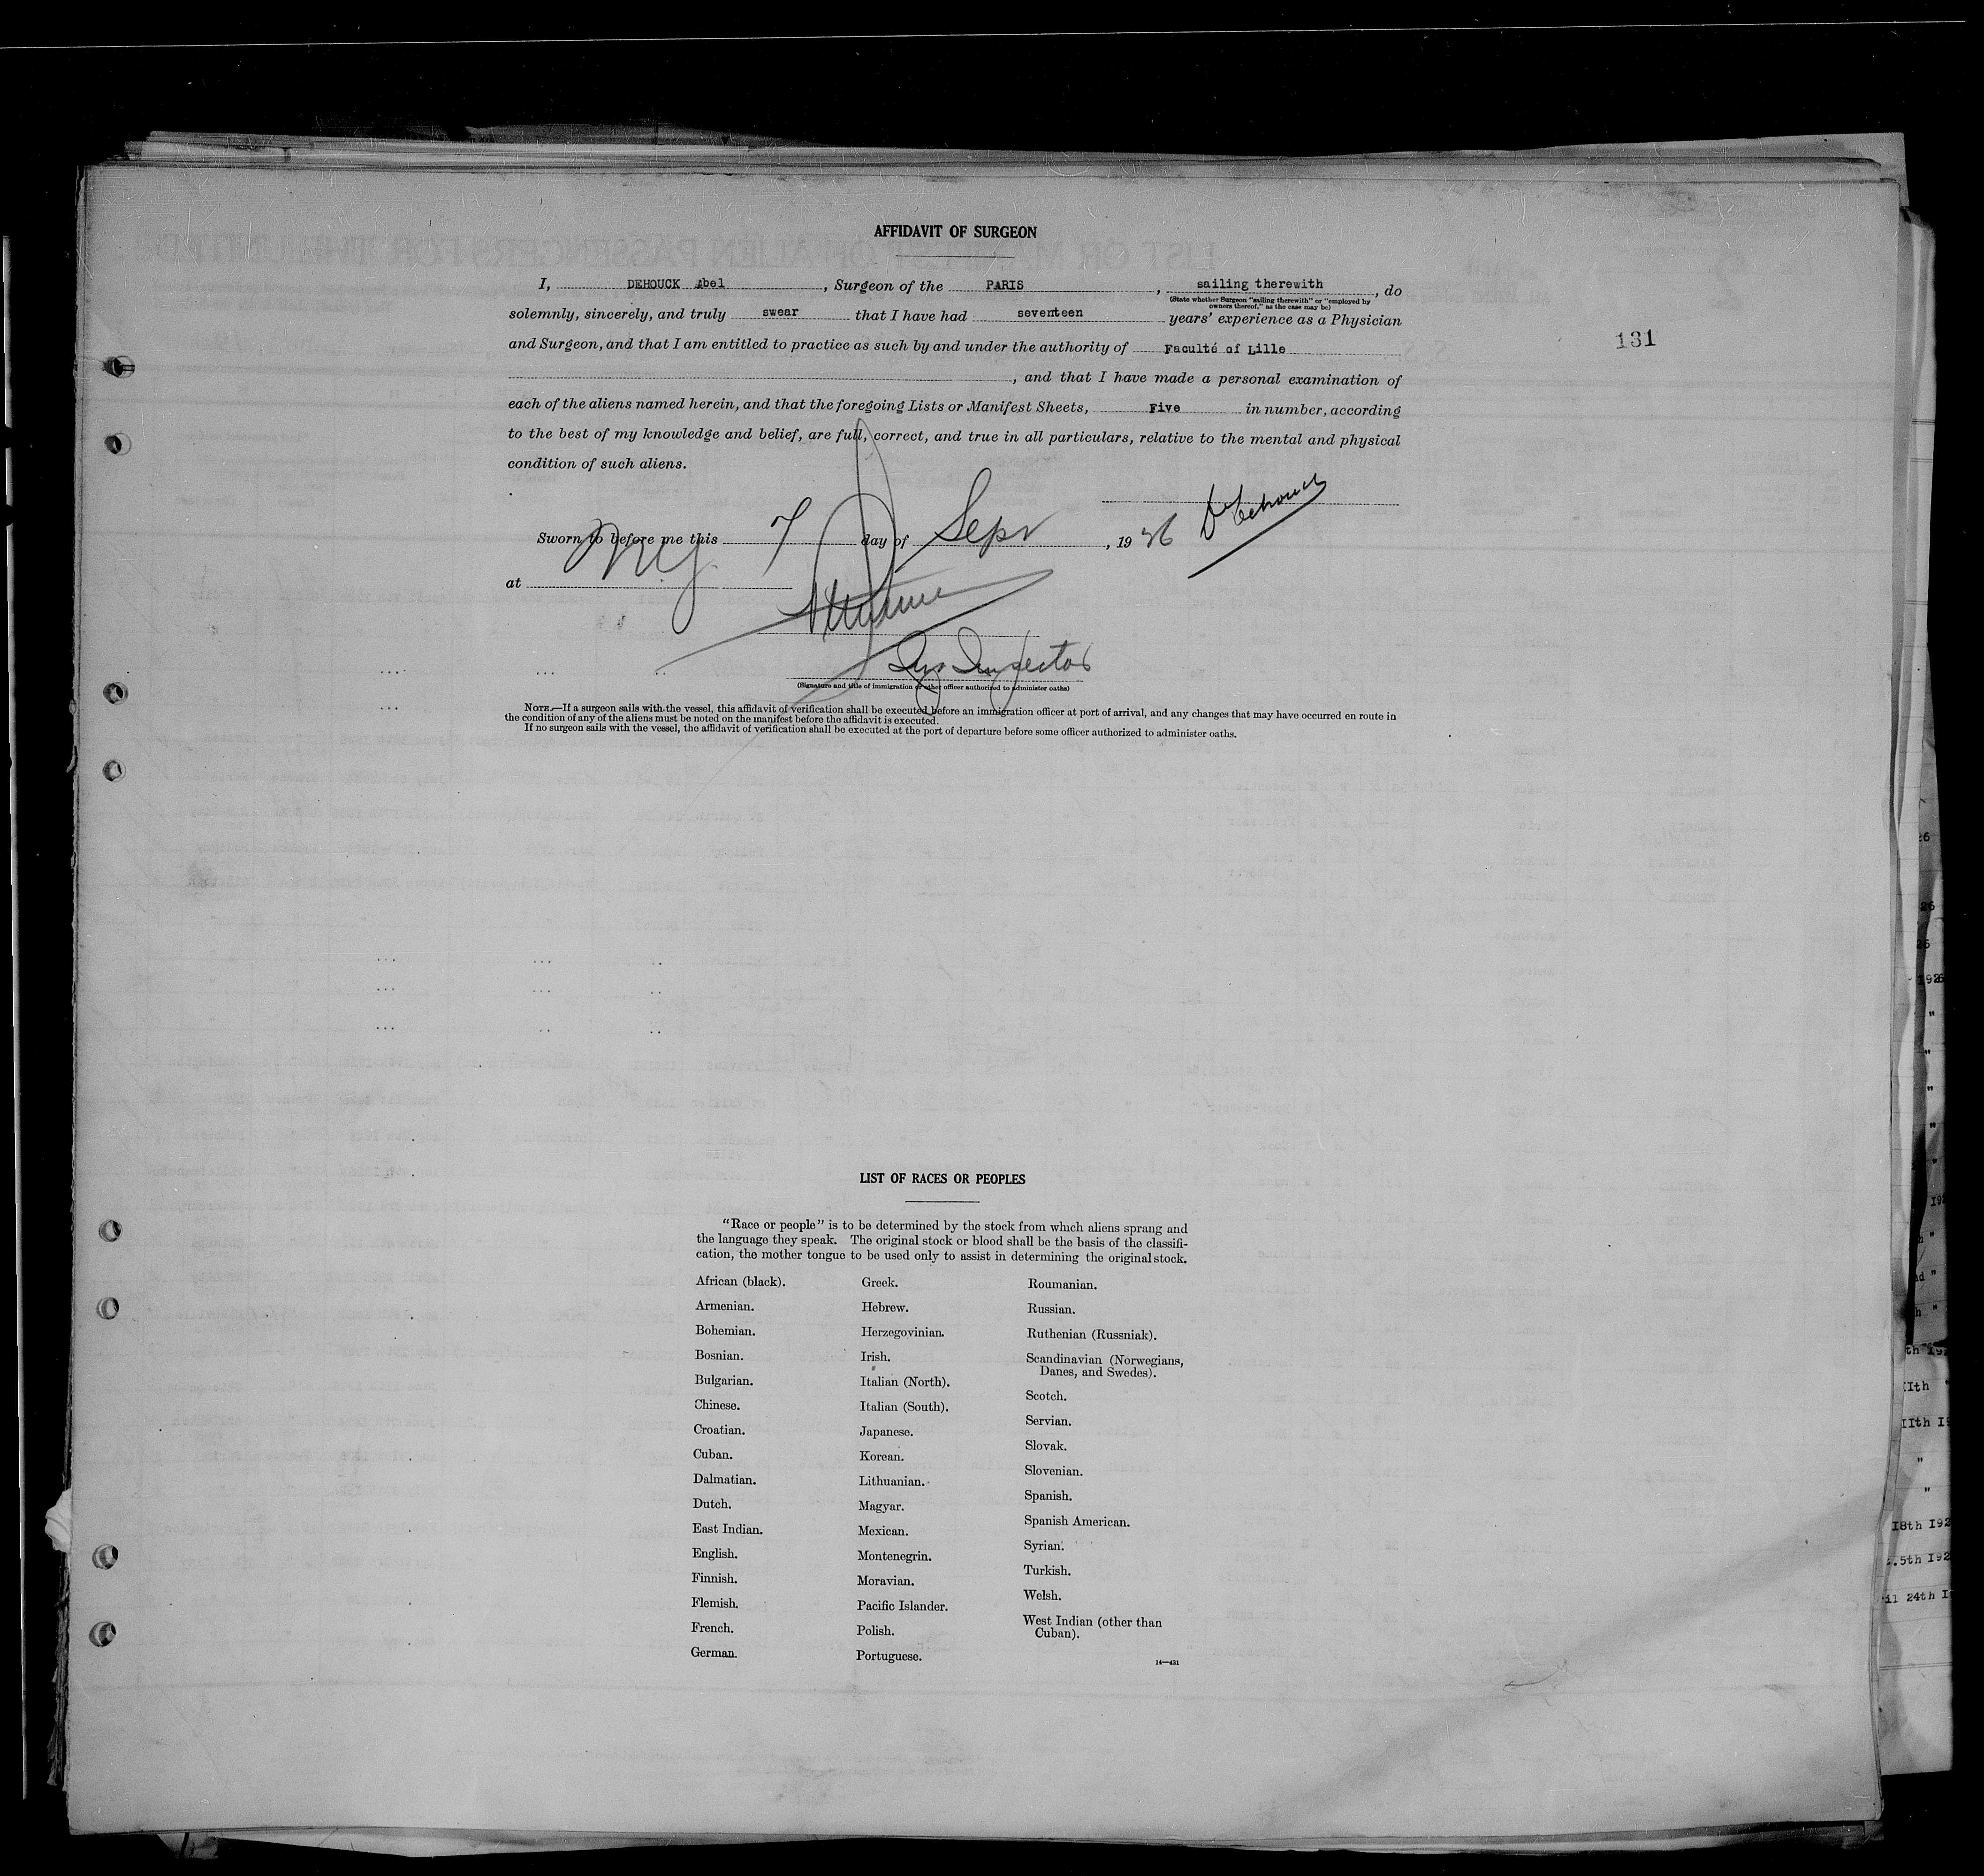 AFFIDAVIT OF SURGEON
I, DEHOUCK Abel, Surgeon of the PARIS, sailing therewith, do
(State whether Surgeon "sailing therewith" or "employed by
owners thereof," as the case may be)
solemnly, sincerely, and truly swear that I have had seventeen years' experience as a Physician
131
and Surgeon, and that I am entitled to practice as such by and under the authority of Faculté of Lille
, and that I have made a personal examination of
each of the aliens named herein, and that the foregoing Lists or Manifest Sheets, Five in number, according
to the best of my knowledge and belief, are full, correct, and true in all particulars, relative to the mental and physical
condition of such aliens.
Sworn to before me this 7 day of Sept, 19
at NY
Inspector
(Signature and title of immigration or other officer authorized to administer oaths)
NOTE.—If a surgeon sails with the vessel, this affidavit of verification shall be executed before an immigration officer at port of arrival, and any changes that may have occurred en route in
the condition of any of the aliens must be noted on the manifest before the affidavit is executed.
If no surgeon sails with the vessel, the affidavit of verification shall be executed at the port of departure before some officer authorized to administer oaths.
LIST OF RACES OR PEOPLES
"Race or people" is to be determined by the stock from which aliens sprang and
the language they speak. The original stock or blood shall be the basis of the classifi-
cation, the mother tongue to be used only to assist in determining the original stock.
African (black).
Armenian.
Bohemian.
Bosnian.
Bulgarian.
Chinese.
Croatian.
Cuban.
Dalmatian.
Dutch.
East Indian.
English.
Finnish.
Flemish.
French.
German.
Greek.
Hebrew.
Herzegovinian.
Irish.
Italian (North).
Italian (South).
Japanese.
Korean.
Lithuanian.
Magyar.
Mexican.
Montenegrin.
Moravian.
Pacific Islander.
Polish.
Portuguese.
Roumanian.
Russian.
Ruthenian (Russniak).
Scandinavian (Norwegians,
Danes, and Swedes).
Scotch.
Servian.
Slovak.
Slovenian.
Spanish.
Spanish American.
Syrian.
Turkish.
Welsh.
West Indian (other than
Cuban).
14—431